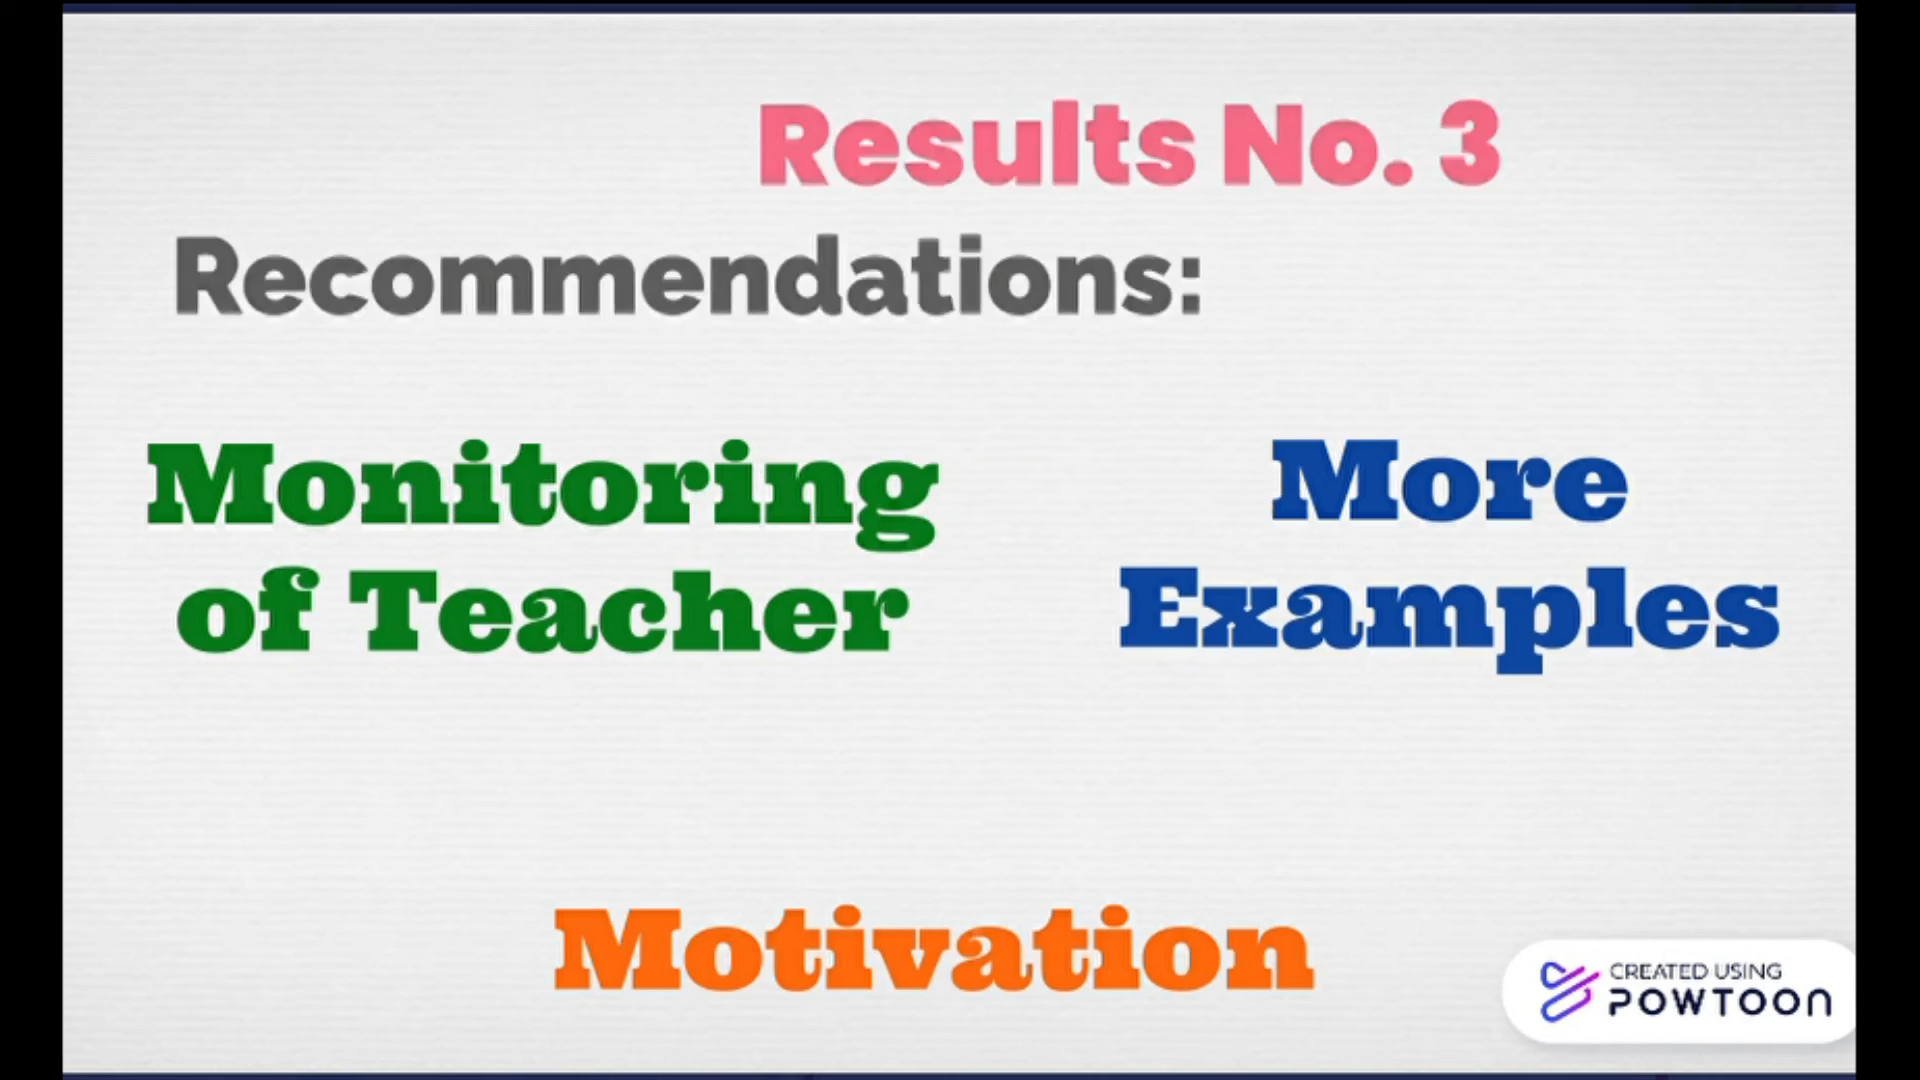 Results No. 3
Recommendations:
Monitoring
of Teacher
More
Examples
Motivation
CREATED USING
POWTOON